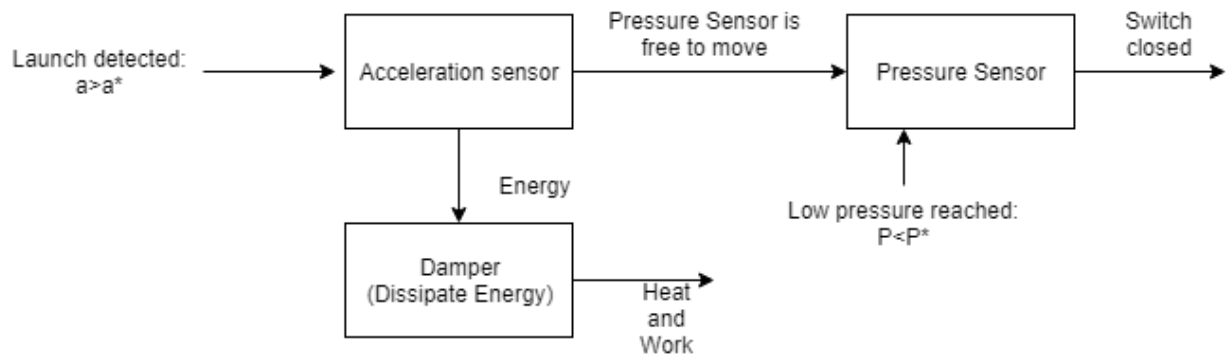 Launch detected:
a>a*
Acceleration sensor
Pressure Sensor is
free to move
Pressure Sensor
Switch
closed
Energy
Low pressure reached:
P<P*
Damper
(Dissipate Energy)
Heat
and
Work